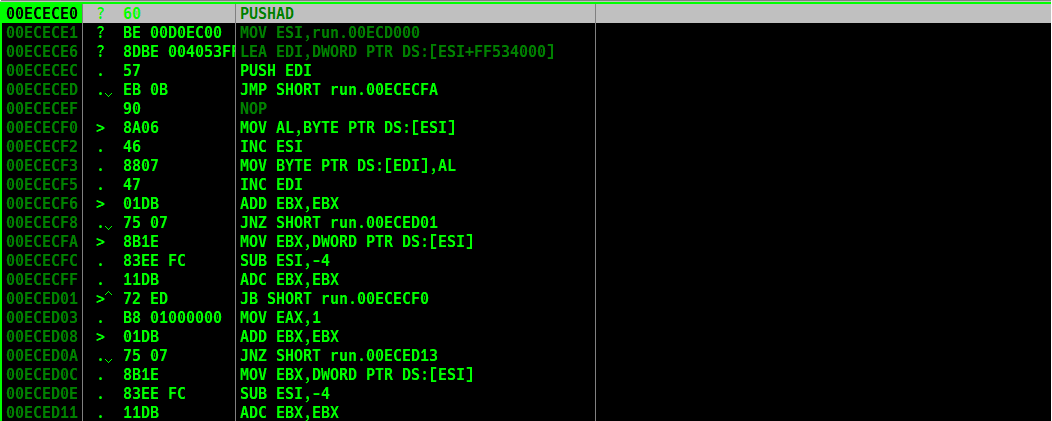 00ECECE0 ? 60 PUSHAD
00ECECE1 ? BE 00D0EC00 MOV ESI,run.00ECD000
00ECECE6 ? 8DBE 004053FF LEA EDI,DWORD PTR DS:[ESI+FF534000]
00ECECEC . 57 PUSH EDI
00ECECED . EB 0B JMP SHORT run.00ECECFA
00ECECEF 90 NOP
00ECECF0 > 8A06 MOV AL,BYTE PTR DS:[ESI]
00ECECF2 . 46 INC ESI
00ECECF3 . 8807 MOV BYTE PTR DS:[EDI],AL
00ECECF5 . 47 INC EDI
00ECECF6 > 01DB ADD EBX,EBX
00ECECF8 . 75 07 JNZ SHORT run.00ECED01
00ECECFA > 8B1E MOV EBX,DWORD PTR DS:[ESI]
00ECECFC . 83EE FC SUB ESI,-4
00ECECFF . 11DB ADC EBX,EBX
00ECED01 > 72 ED JB SHORT run.00ECECF0
00ECED03 . B8 01000000 MOV EAX,1
00ECED08 > 01DB ADD EBX,EBX
00ECED0A . 75 07 JNZ SHORT run.00ECED13
00ECED0C . 8B1E MOV EBX,DWORD PTR DS:[ESI]
00ECED0E . 83EE FC SUB ESI,-4
00ECED11 . 11DB ADC EBX,EBX